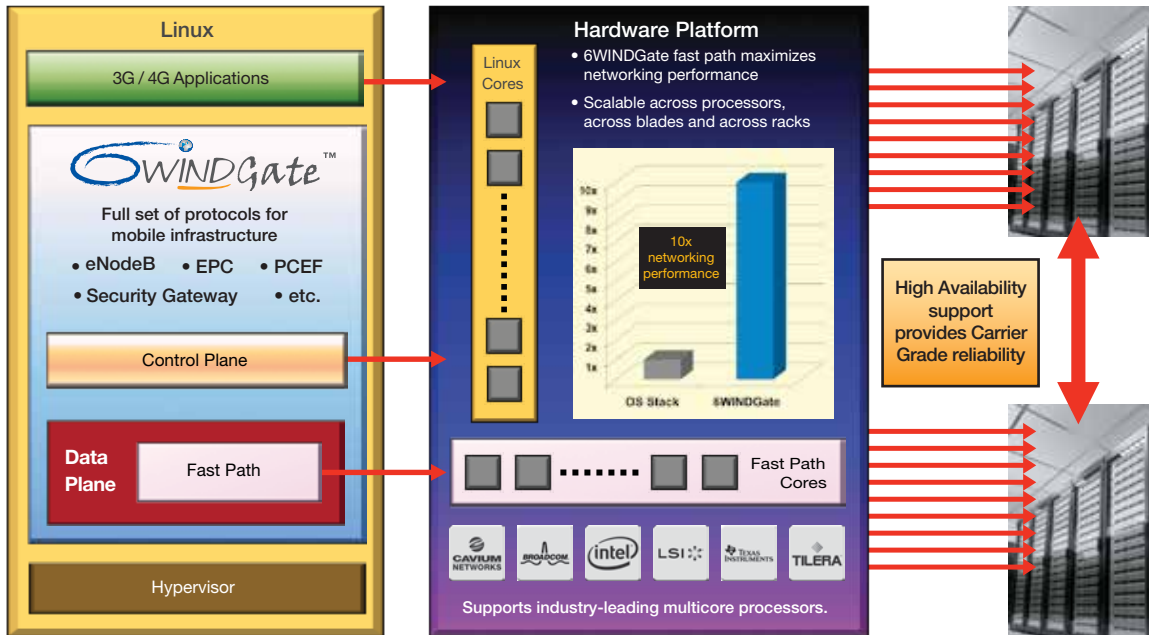 Linux
3G / 4G Applications
6WINDGate™
Full set of protocols for
mobile infrastructure
• eNodeB • EPC • PCEF
• Security Gateway • etc.
Control Plane
Data
Plane
Fast Path
Hypervisor
Hardware Platform
Linux
Cores
• 6WINDGate fast path maximizes
networking performance
• Scalable across processors,
across blades and across racks
10x
9x
8x
7x
6x
5x
4x
2x
2x
1x
10x
networking
performance
OS Stack
6WINDGate
Fast Path
Cores
CAVIUM
NETWORKS
BROADCOM.
intel
LSI
TEXAS
INSTRUMENTS
TILERA
Supports industry-leading multicore processors.
High Availability
support
provides Carrier
Grade reliability